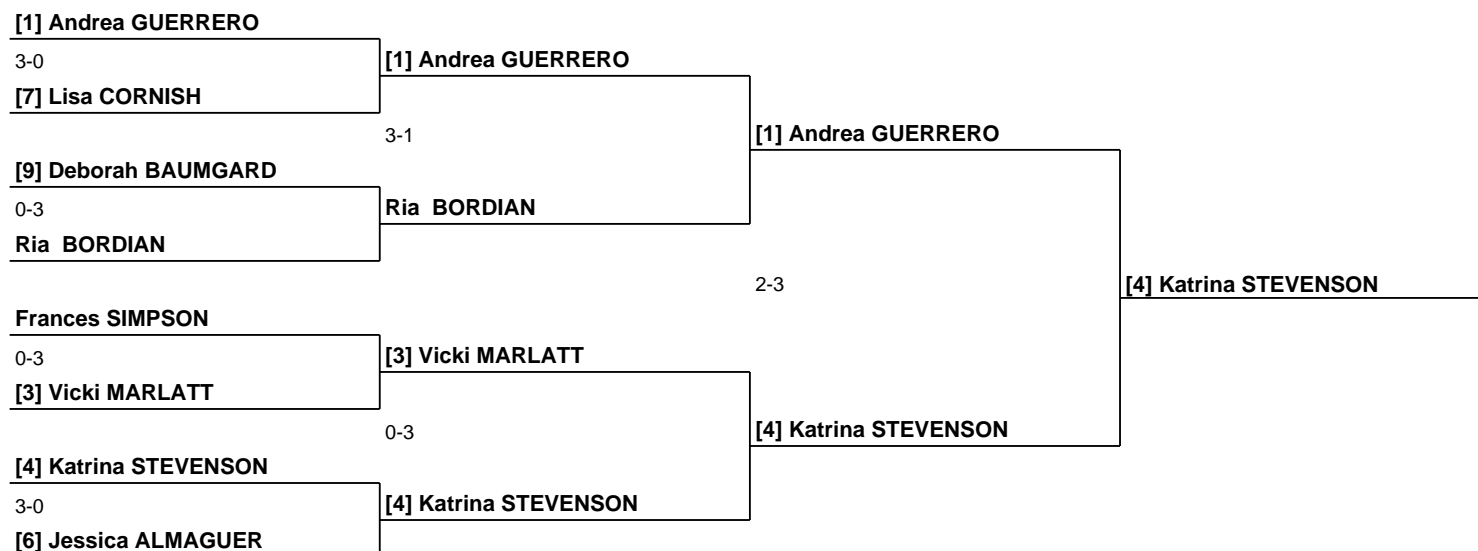 [1] Andrea GUERRERO
3-0
[1] Andrea GUERRERO
[7] Lisa CORNISH
3-1
[1] Andrea GUERRERO
[9] Deborah BAUMGARD
0-3
Ria  BORDIAN
Ria  BORDIAN
2-3
[4] Katrina STEVENSON
Frances SIMPSON
0-3
[3] Vicki MARLATT
[3] Vicki MARLATT
0-3
[4] Katrina STEVENSON
[4] Katrina STEVENSON
3-0
[4] Katrina STEVENSON
[6] Jessica ALMAGUER